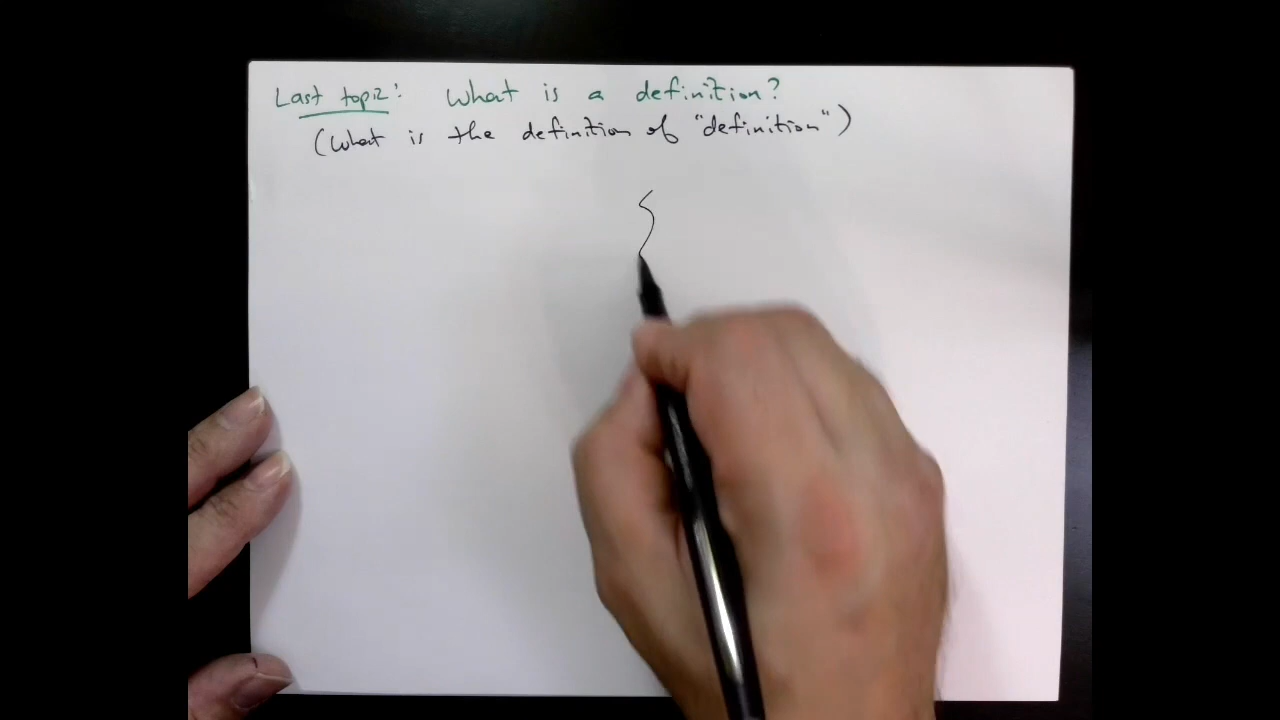 Last topic: What is a definition?
(What is the definition of "definition")